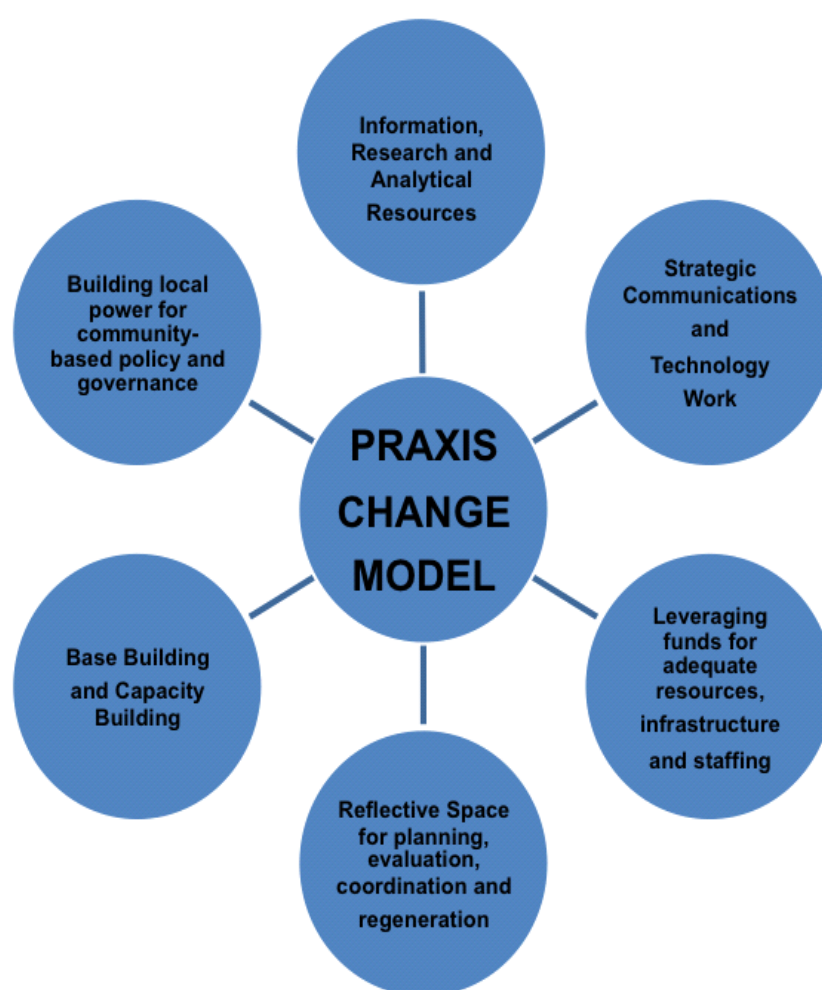 Information,
Research and
Analytical
Resources
Strategic
Communications
and
Technology
Work
Leveraging
funds for
adequate
resources,
infrastructure
and staffing
Reflective Space
for planning,
evaluation,
coordination and
regeneration
Base Building
and Capacity
Building
Building local
power for
community-
based policy and
governance
PRAXIS
CHANGE
MODEL